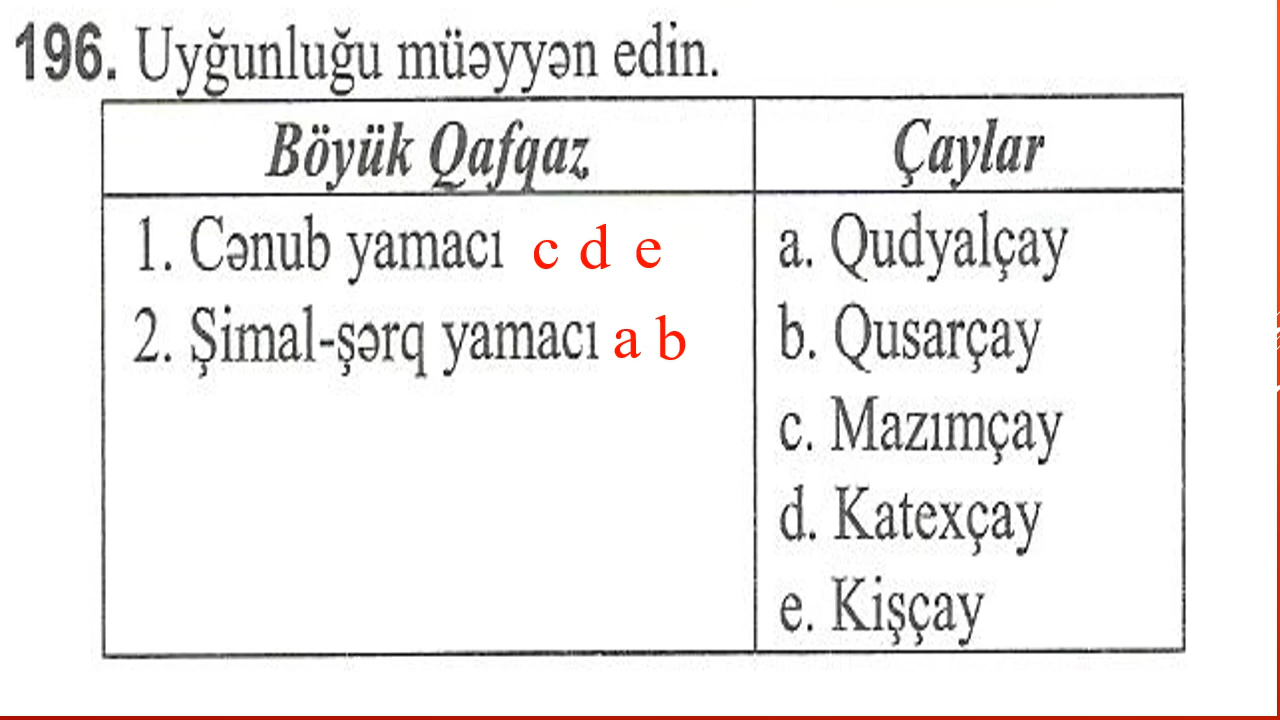 196. Uyğunluğu müəyyən edin.
Böyük Qafqaz
Çaylar
1. Cənub yamacı c d e
2. Şimal-şərq yamacı a b
a. Qudyalçay
b. Qusarçay
c. Mazımçay
d. Katexçay
e. Kişçay